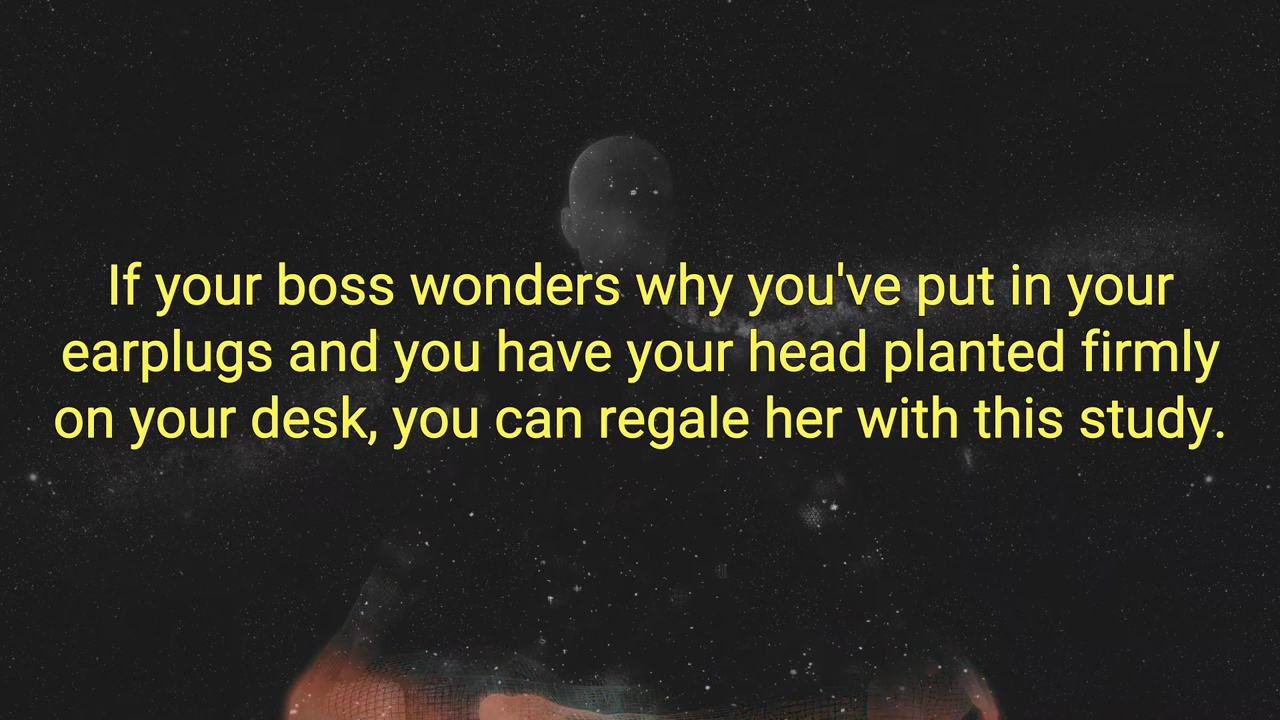 If your boss wonders why you've put in your
earplugs and you have your head planted firmly
on your desk, you can regale her with this study.